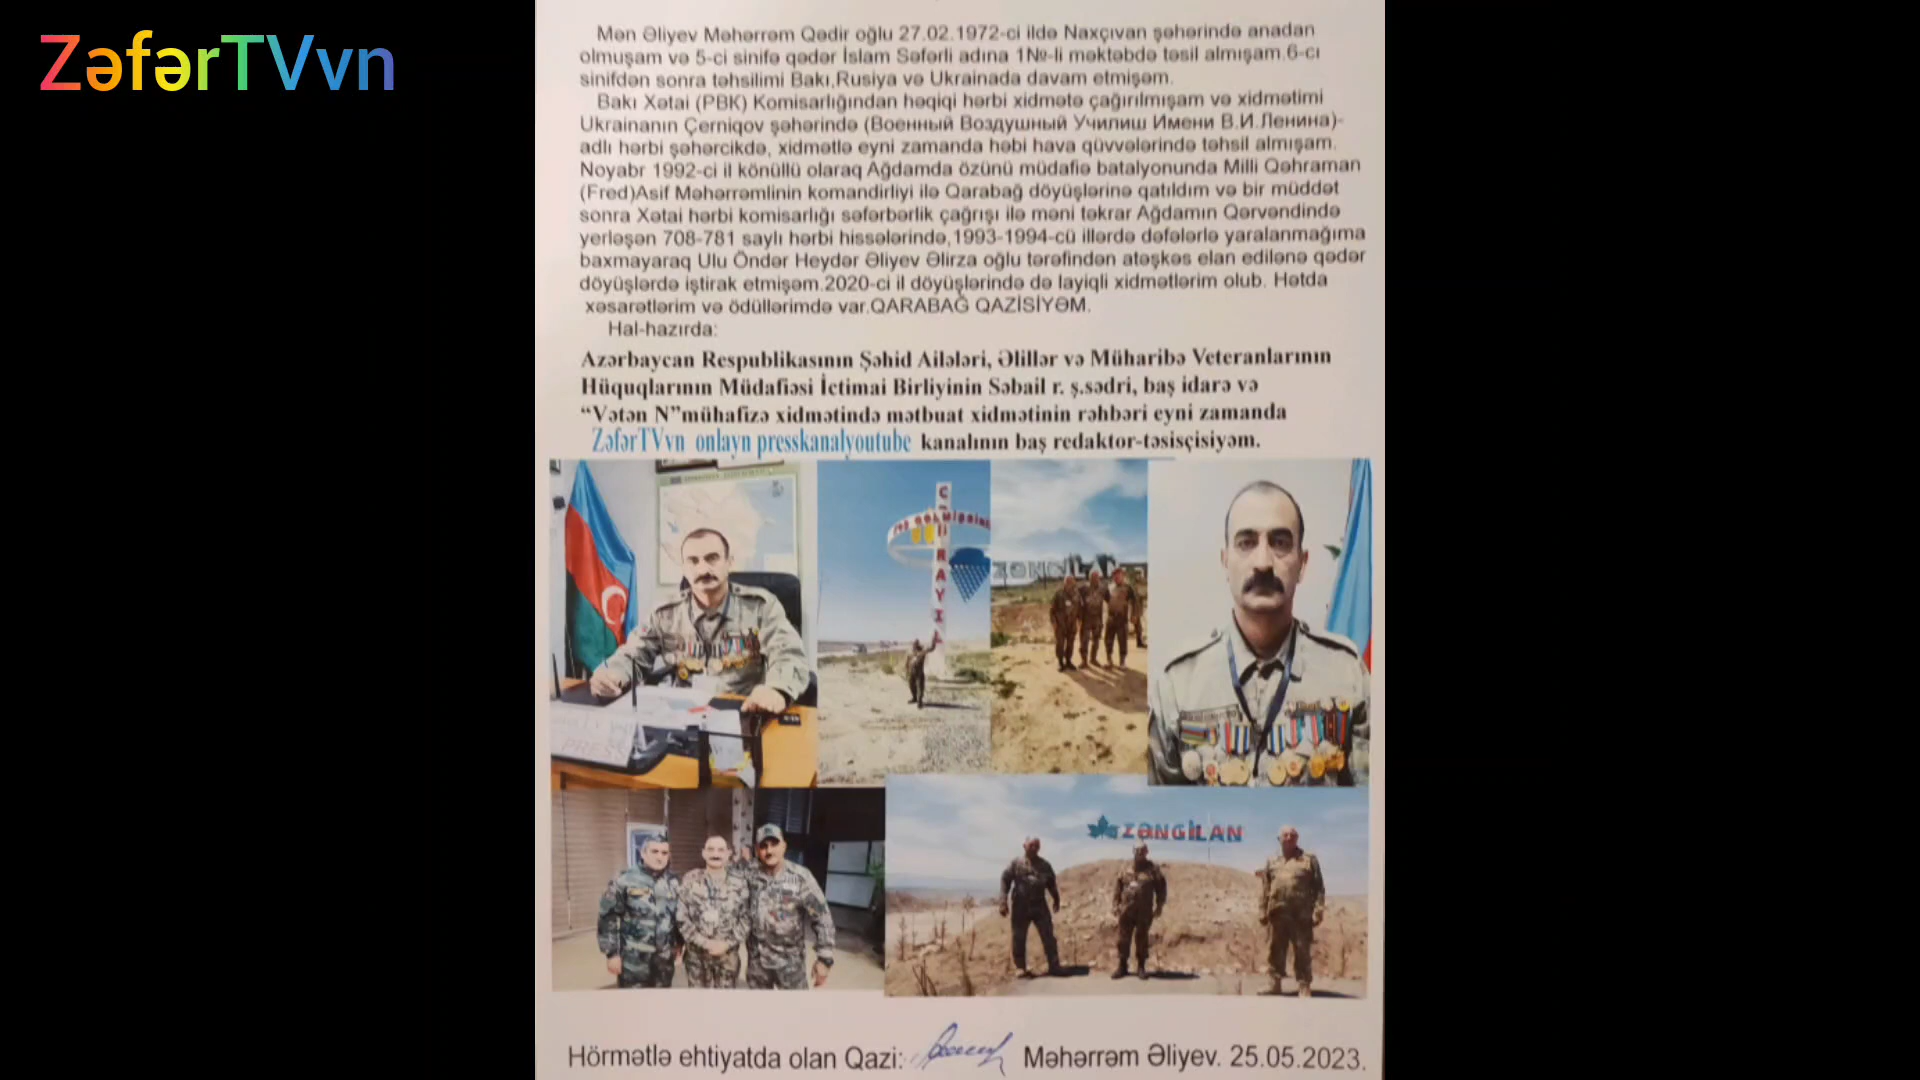 ZəfərTVvn
Mən Əliyev Məhərrəm Qədir oğlu 27.02.1972-ci ildə Naxçıvan şəhərində anadan
olmuşam və 5-ci sinifə qədər İslam Səfərli adına 1№-li məktəbdə təsil almışam.6-cı
sinifdən sonra təhsilimi Bakı,Rusiya və Ukrainada davam etmişəm.
Bakı Xətai (PBK) Komisarlığından həqiqi hərbi xidmətə çağırılmışam və xidmətimi
Ukrainanın Çerniqov şəhərində (Военный Воздушный Училиш Имени В.И.Ленина)-
adlı hərbi şəhərcikdə, xidmətlə eyni zamanda həbi hava qüvvələrində təhsil almışam.
Noyabr 1992-ci il könüllü olaraq Ağdamda özünü müdafiə batalyonunda Milli Qəhraman
(Fred)Asif Məhərrəmlinin komandirliyi ilə Qarabağ döyüşlərinə qatıldım və bir müddət
sonra Xətai hərbi komisarlığı səfərbərlik çağrışı ilə məni təkrar Ağdamın Qərvəndində
yerləşən 708-781 saylı hərbi hissələrində,1993-1994-cü illərdə dəfələrlə yaralanmağıma
baxmayaraq Ulu Öndər Heydər Əliyev Əlirza oğlu tərəfindən atəşkəs elan edilənə qədər
döyüşlərdə iştirak etmişəm.2020-ci il döyüşlərində də layiqli xidmətlərim olub. Hətda
xəsarətlərim və ödüllərimdə var.QARABAĞ QAZİSİYƏM.
Hal-hazırda:
Azərbaycan Respublikasının Şəhid Ailələri, Əlillər və Müharibə Veteranlarının
Hüquqlarının Müdafiəsi İctimai Birliyinin Səbail r. ş.sədri, baş idarə və
“Vətən N”mühafizə xidmətində mətbuat xidmətinin rəhbəri eyni zamanda
ZəfərTVvn onlayn presskanalyoutube kanalının baş redaktor-təsisçisiyəm.
ZƏNGİLAN
PRESS
ZƏNGİLAN
Hörmətlə ehtiyatda olan Qazi: Məhərrəm Əliyev. 25.05.2023.